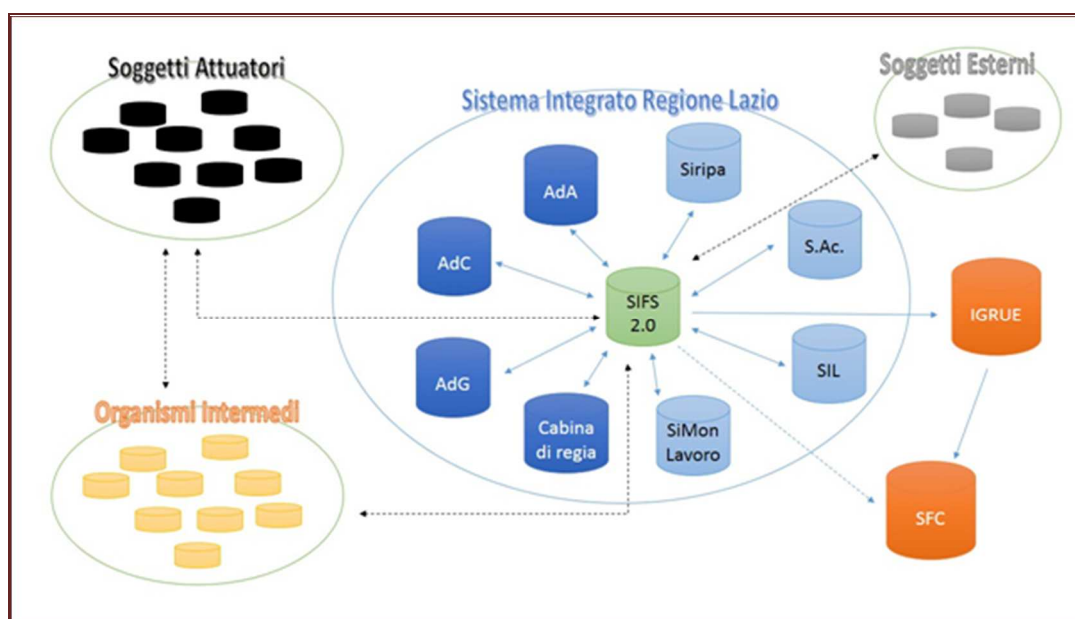 Soggetti Attuatori
Soggetti Esterni
Sistema Integrato Regione Lazio
Siripa
AdA
S.Ac.
AdC
SIFS
2.0
IGRUE
AdG
SIL
Cabina
di regia
SiMon
Lavoro
Organismi Intermedi
SFC